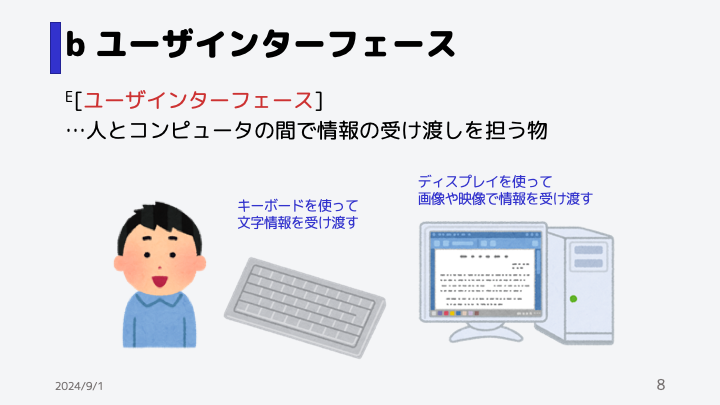 b ユーザインターフェース
E[ユーザインターフェース]
…人とコンピュータの間で情報の受け渡しを担う物
ディスプレイを使って
画像や映像で情報を受け渡す
キーボードを使って
文字情報を受け渡す
2024/9/1
8